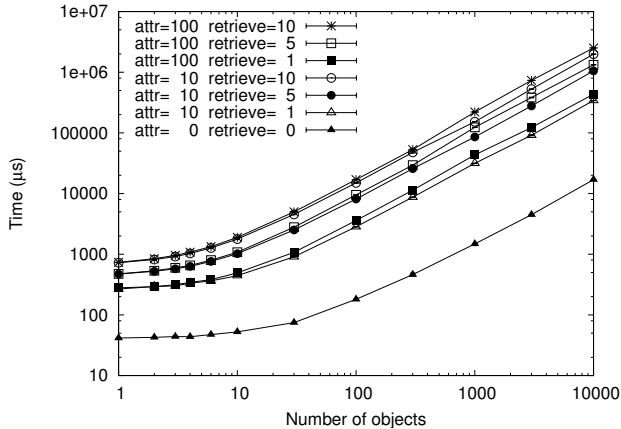 1e+07
1e+06
100000
10000
1000
100
10
Time (µs)
attr=100 retrieve=10
attr=100 retrieve= 5
attr=100 retrieve= 1
attr= 10 retrieve=10
attr= 10 retrieve= 5
attr= 10 retrieve= 1
attr= 0 retrieve= 0
1 10 100 1000 10000
Number of objects